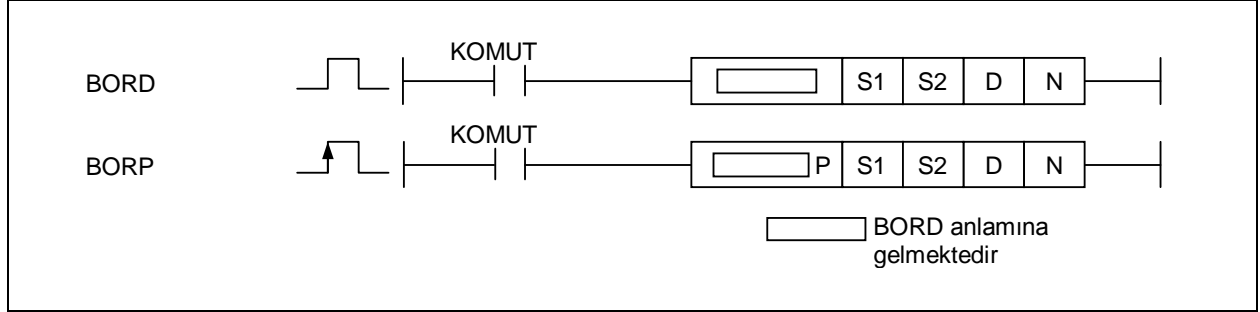 KOMUT
BORD S1 S2 D N
KOMUT
BORP P S1 S2 D N
BORD anlamına
gelmektedir